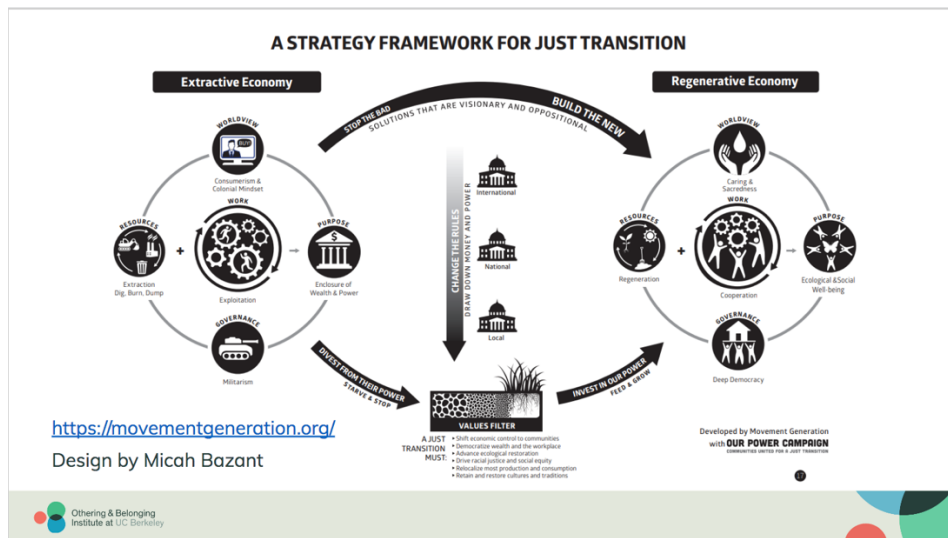 A STRATEGY FRAMEWORK FOR JUST TRANSITION
Extractive Economy
WORLDVIEW
BUY!
Consumerism &
Colonial Mindset
RESOURCES
Extraction
Dig, Burn, Dump
+
WORK
Exploitation
PURPOSE
$
Enclosure of
Wealth & Power
GOVERNANCE
Militarism
STOP THE BAD
BUILD THE NEW
SOLUTIONS THAT ARE VISIONARY AND OPPOSITIONAL
CHANGE THE RULES
DRAW DOWN MONEY AND POWER
International
National
Local
DIVEST FROM THEIR POWER
STARVE & STOP
INVEST IN OUR POWER
FEED & GROW
VALUES FILTER
A JUST
TRANSITION
MUST:
• Shift economic control to communities
• Democratize wealth and the workplace
• Advance ecological restoration
• Drive racial justice and social equity
• Relocalize most production and consumption
• Retain and restore cultures and traditions
Regenerative Economy
WORLDVIEW
Caring &
Sacredness
RESOURCES
Regeneration
+
WORK
Cooperation
PURPOSE
Ecological &Social
Well-being
GOVERNANCE
Deep Democracy
https://movementgeneration.org/
Design by Micah Bazant
Developed by Movement Generation
with OUR POWER CAMPAIGN
COMMUNITIES UNITED FOR A JUST TRANSITION
17
Othering & Belonging
Institute at UC Berkeley